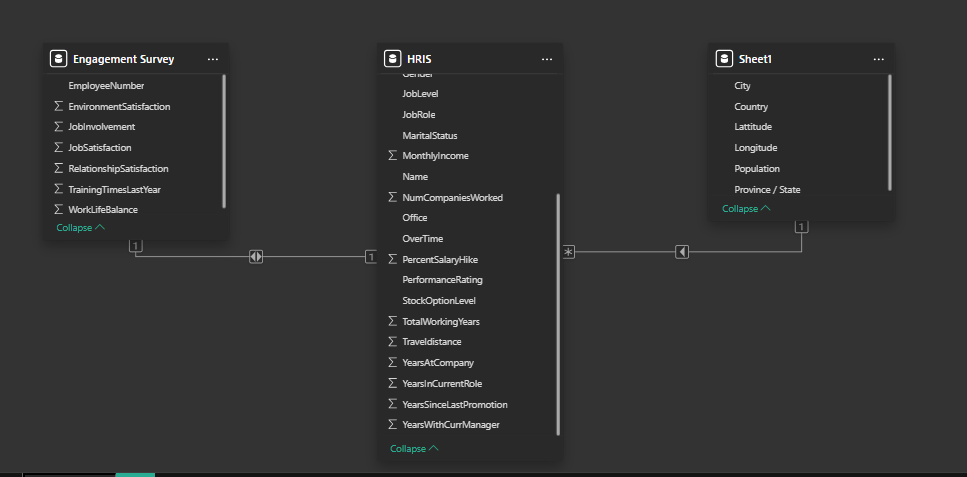 Engagement Survey
EmployeeNumber
EnvironmentSatisfaction
JobInvolvement
JobSatisfaction
RelationshipSatisfaction
TrainingTimesLastYear
WorkLifeBalance
Collapse
1
HRIS
Gender
JobLevel
JobRole
MaritalStatus
MonthlyIncome
Name
NumCompaniesWorked
Office
OverTime
PercentSalaryHike
PerformanceRating
StockOptionLevel
TotalWorkingYears
Traveldistance
YearsAtCompany
YearsInCurrentRole
YearsSinceLastPromotion
YearsWithCurrManager
Collapse
1
*
Sheet1
City
Country
Lattitude
Longitude
Population
Province / State
Collapse
1